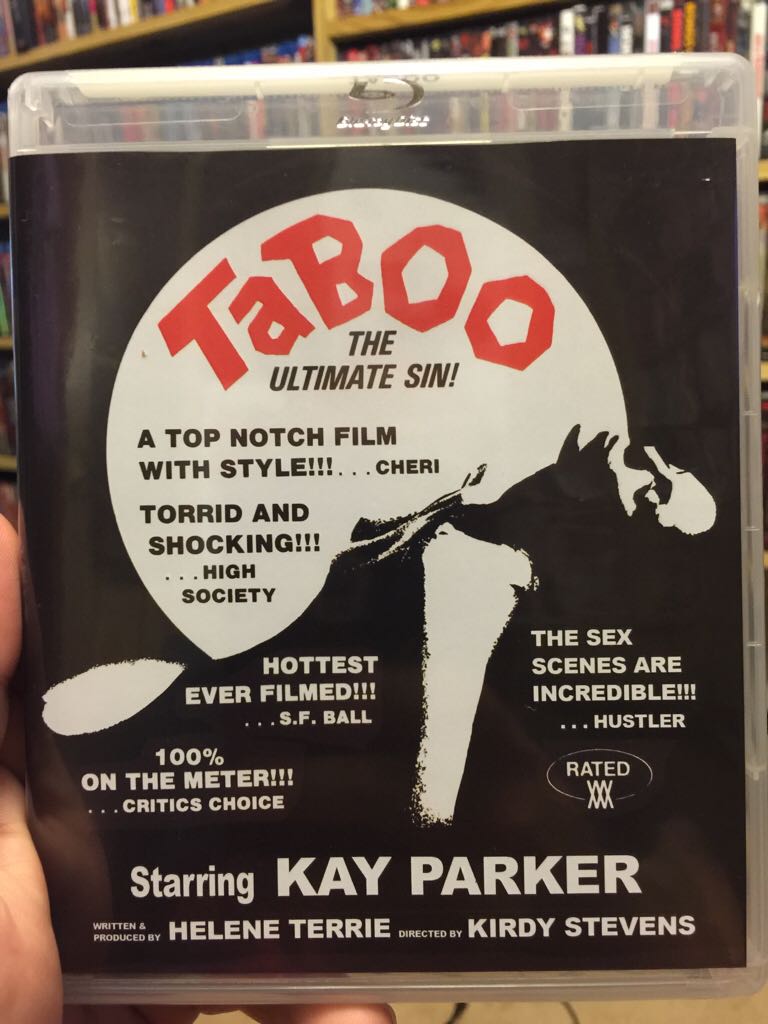 TaBOO
THE
ULTIMATE SIN!
A TOP NOTCH FILM
WITH STYLE!!!...CHERI
TORRID AND
SHOCKING!!!
...HIGH
SOCIETY
HOTTEST
EVER FILMED!!!
...S.F. BALL
THE SEX
SCENES ARE
INCREDIBLE!!!
...HUSTLER
100%
ON THE METER!!!
...CRITICS CHOICE
RATED
XXX
Starring KAY PARKER
WRITTEN &
PRODUCED BY HELENE TERRIE DIRECTED BY KIRDY STEVENS